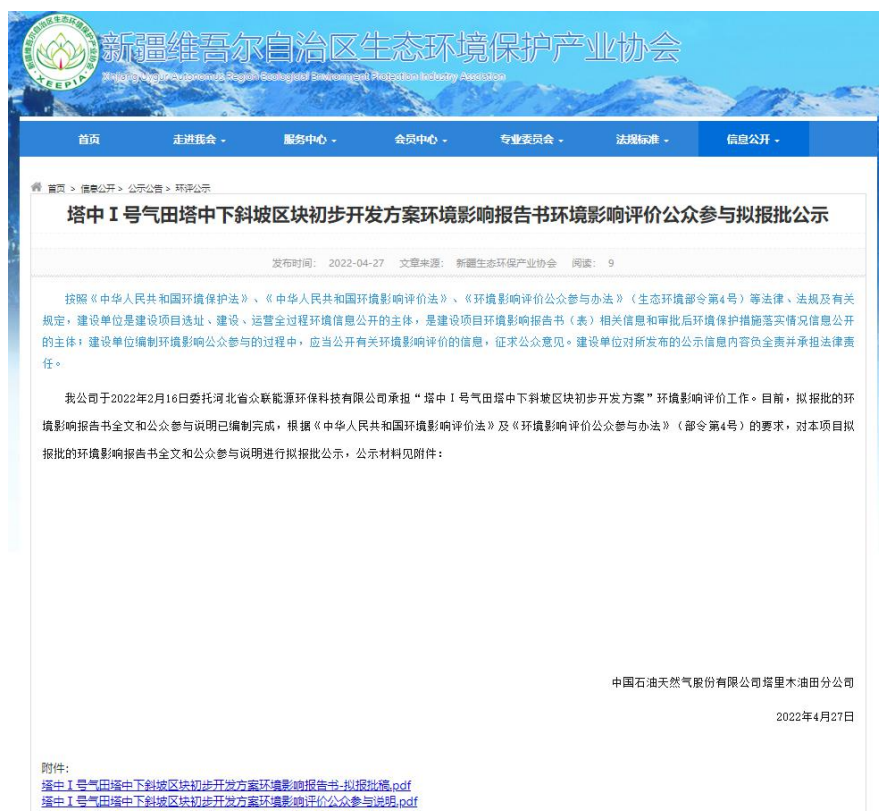 新疆维吾尔自治区生态环境保护产业协会
XEEPIA
首页 走进我会 服务中心 会员中心 专业委员会 法规标准 信息公开
首页 > 信息公开 > 公示公告 > 环评公示
塔中Ⅰ号气田塔中下斜坡区块初步开发方案环境影响报告书环境影响评价公众参与拟报批公示
发布时间： 2022-04-27 文章来源： 新疆生态环保产业协会 阅读： 9
按照《中华人民共和国环境保护法》、《中华人民共和国环境影响评价法》、《环境影响评价公众参与办法》（生态环境部令第4号）等法律、法规及有关
规定，建设单位是建设项目选址、建设、运营全过程环境信息公开的主体，是建设项目环境影响报告书（表）相关信息和审批后环境保护措施落实情况信息公开
的主体；建设单位编制环境影响公众参与的过程中，应当公开有关环境影响评价的信息，征求公众意见。建设单位对所发布的公示信息内容负全责并承担法律责
任。
我公司于2022年2月16日委托河北省众联能源环保科技有限公司承担“塔中Ⅰ号气田塔中下斜坡区块初步开发方案”环境影响评价工作。目前，拟报批的环
境影响报告书全文和公众参与说明已编制完成，根据《中华人民共和国环境影响评价法》及《环境影响评价公众参与办法》（部令第4号）的要求，对本项目拟
报批的环境影响报告书全文和公众参与说明进行拟报批公示，公示材料见附件：
中国石油天然气股份有限公司塔里木油田分公司
2022年4月27日
附件：
塔中Ⅰ号气田塔中下斜坡区块初步开发方案环境影响报告书-拟报批稿.pdf
塔中Ⅰ号气田塔中下斜坡区块初步开发方案环境影响评价公众参与说明.pdf